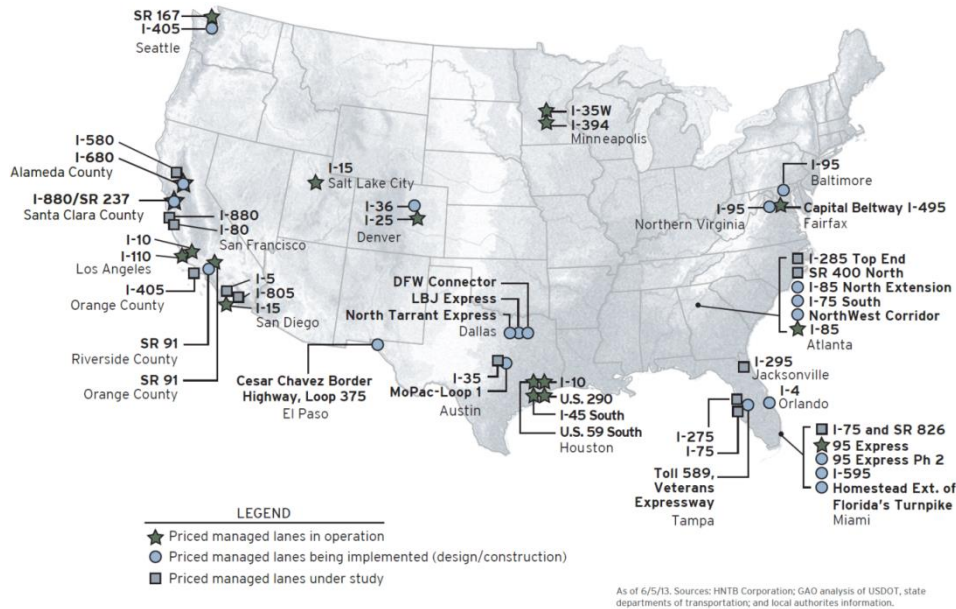 SR 167
I-405
Seattle
I-580
I-680
Alameda County
I-880/SR 237
Santa Clara County
I-880
I-80
San Francisco
I-10
I-110
Los Angeles
I-405
Orange County
I-5
I-805
I-15
San Diego
SR 91
Riverside County
SR 91
Orange County
I-15
Salt Lake City
I-36
I-25
Denver
I-35W
I-394
Minneapolis
DFW Connector
LBJ Express
North Tarrant Express
Dallas
Cesar Chavez Border
Highway, Loop 375
El Paso
I-35
MoPac-Loop 1
Austin
I-10
U.S. 290
I-45 South
U.S. 59 South
Houston
I-95
Baltimore
I-95
Northern Virginia
Capital Beltway I-495
Fairfax
I-285 Top End
SR 400 North
I-85 North Extension
I-75 South
NorthWest Corridor
I-85
Atlanta
I-295
Jacksonville
I-4
Orlando
I-275
I-75
Toll 589,
Veterans
Expressway
Tampa
I-75 and SR 826
95 Express
95 Express Ph 2
I-595
Homestead Ext. of
Florida's Turnpike
Miami
LEGEND
Priced managed lanes in operation
Priced managed lanes being implemented (design/construction)
Priced managed lanes under study
As of 6/5/13. Sources: HNTB Corporation; GAO analysis of USDOT, state
departments of transportation; and local authorites information.